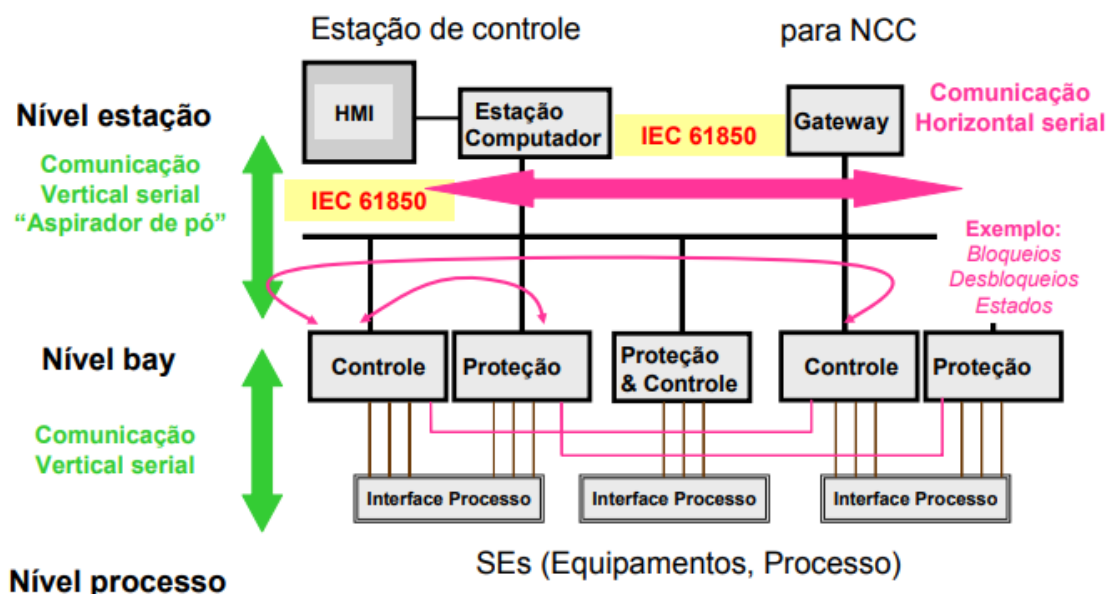 Estação de controle
para NCC
Nível estação
HMI
Estação
Computador
IEC 61850
Gateway
Comunicação
Horizontal serial
Comunicação
Vertical serial
“Aspirador de pó”
IEC 61850
Exemplo:
Bloqueios
Desbloqueios
Estados
Nível bay
Controle
Proteção
Proteção
& Controle
Controle
Proteção
Comunicação
Vertical serial
Interface Processo
Interface Processo
Interface Processo
SEs (Equipamentos, Processo)
Nível processo